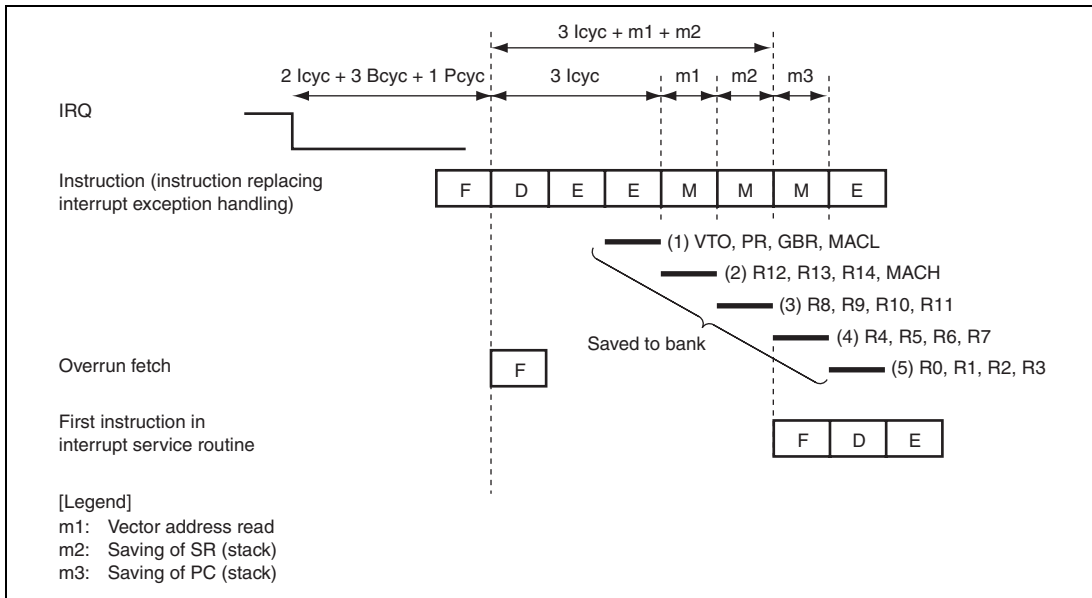 3 Icyc + m1 + m2
2 Icyc + 3 Bcyc + 1 Pcyc
3 Icyc
m1
m2
m3
IRQ
Instruction (instruction replacing
interrupt exception handling)
F D E E M M M E
(1) VTO, PR, GBR, MACL
(2) R12, R13, R14, MACH
(3) R8, R9, R10, R11
Saved to bank
(4) R4, R5, R6, R7
Overrun fetch
F
(5) R0, R1, R2, R3
First instruction in
interrupt service routine
F D E
[Legend]
m1: Vector address read
m2: Saving of SR (stack)
m3: Saving of PC (stack)